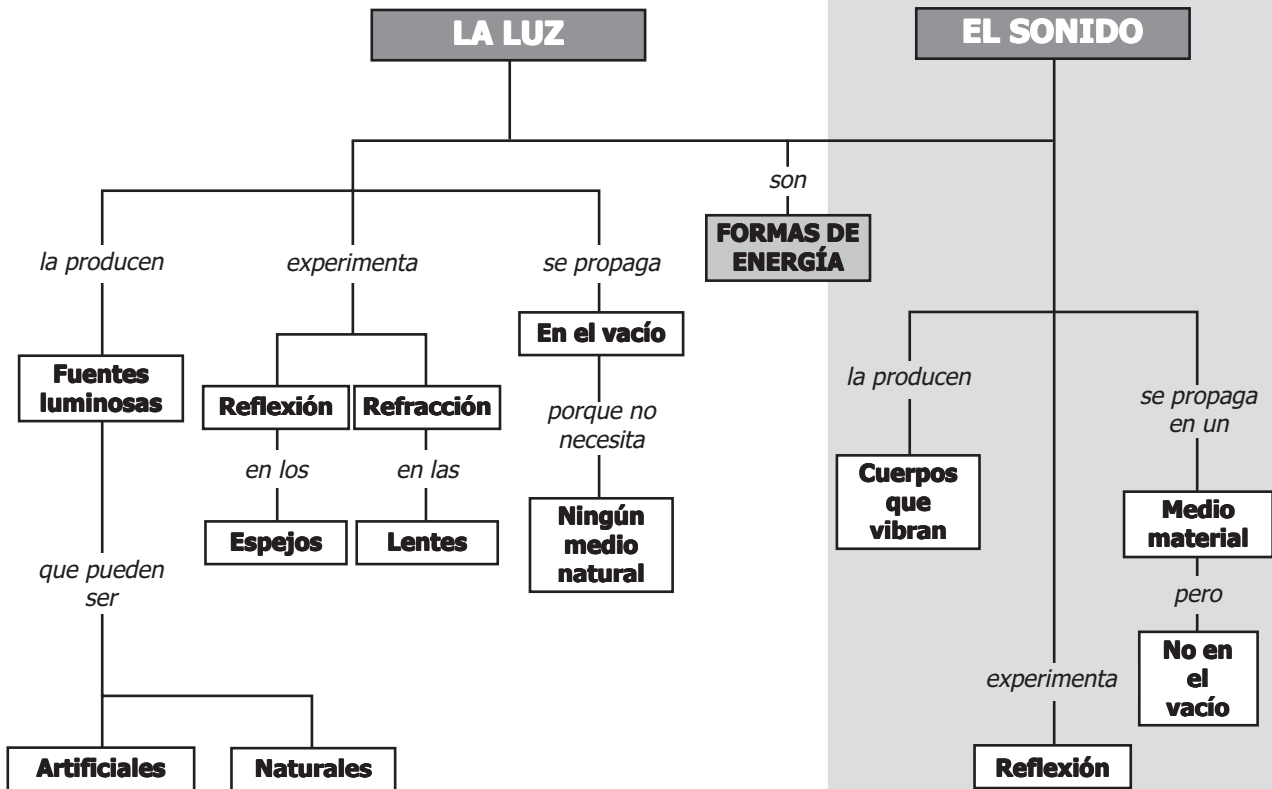 LA LUZ
EL SONIDO
son
FORMAS DE
ENERGÍA
la producen
experimenta
se propaga
Fuentes
luminosas
Reflexión
Refracción
En el vacío
en los
en las
porque no
necesita
Espejos
Lentes
Ningún
medio
natural
que pueden
ser
Artificiales
Naturales
la producen
Cuerpos
que
vibran
se propaga
en un
Medio
material
pero
No en
el
vacío
experimenta
Reflexión